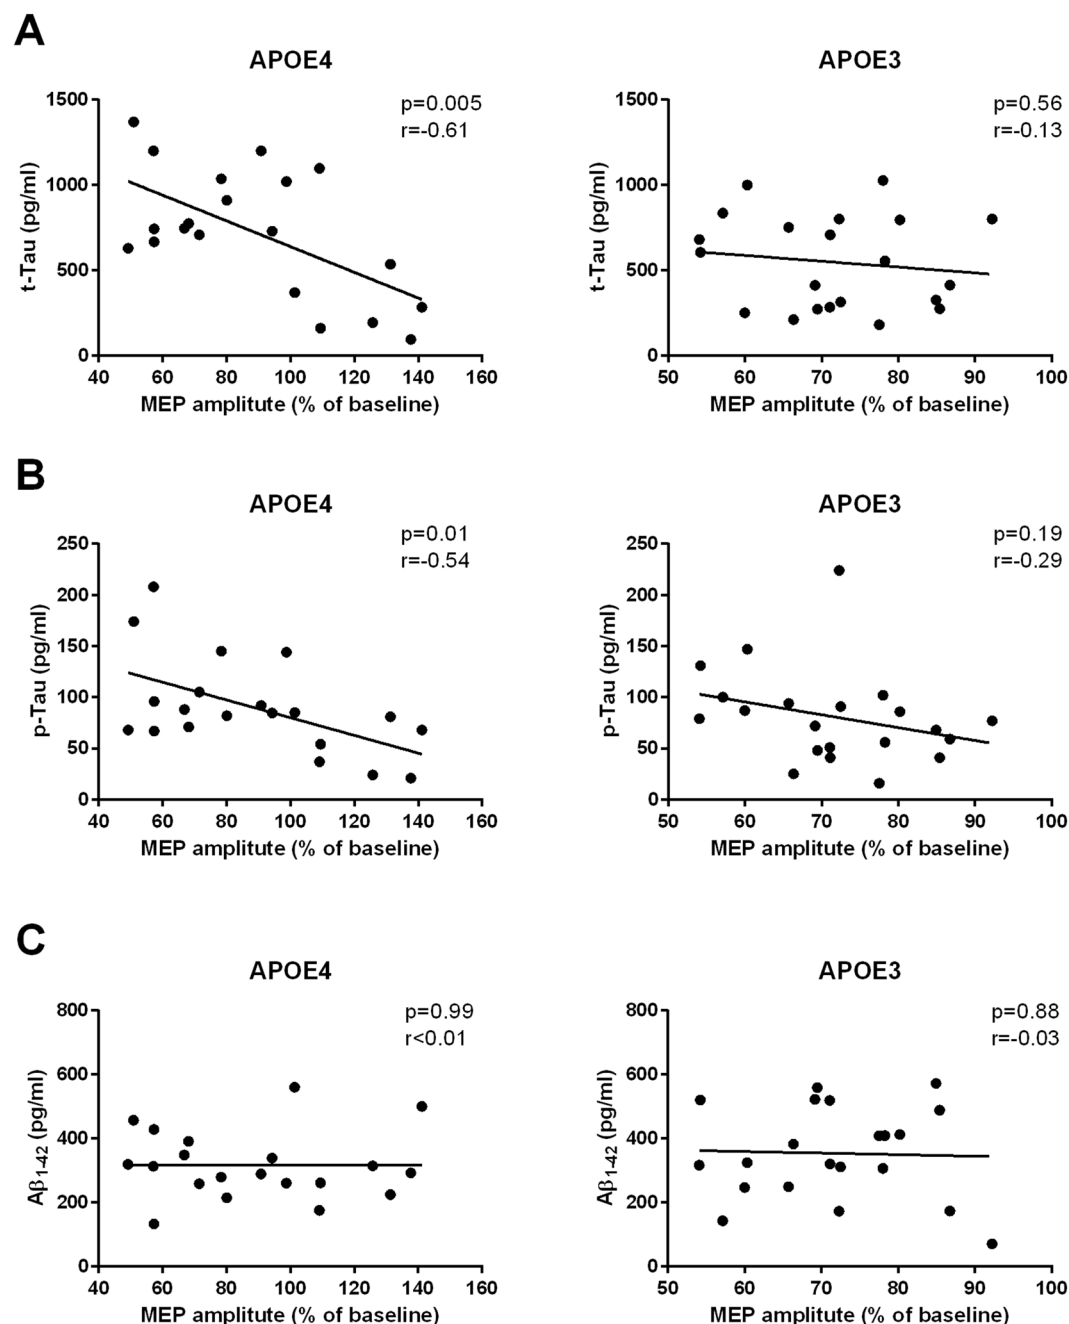 A
APOE4
APOE3
p=0.005
r=-0.61
p=0.56
r=-0.13
t-Tau (pg/ml)
1500
1000
500
0
40 60 80 100 120 140 160
MEP amplitute (% of baseline)
t-Tau (pg/ml)
1500
1000
500
0
50 60 70 80 90 100
MEP amplitute (% of baseline)
B
APOE4
APOE3
p=0.01
r=-0.54
p=0.19
r=-0.29
p-Tau (pg/ml)
250
200
150
100
50
0
40 60 80 100 120 140 160
MEP amplitute (% of baseline)
p-Tau (pg/ml)
250
200
150
100
50
0
50 60 70 80 90 100
MEP amplitute (% of baseline)
C
APOE4
APOE3
p=0.99
r<0.01
p=0.88
r=-0.03
Aβ1-42 (pg/ml)
800
600
400
200
0
40 60 80 100 120 140 160
MEP amplitute (% of baseline)
Aβ1-42 (pg/ml)
800
600
400
200
0
50 60 70 80 90 100
MEP amplitute (% of baseline)